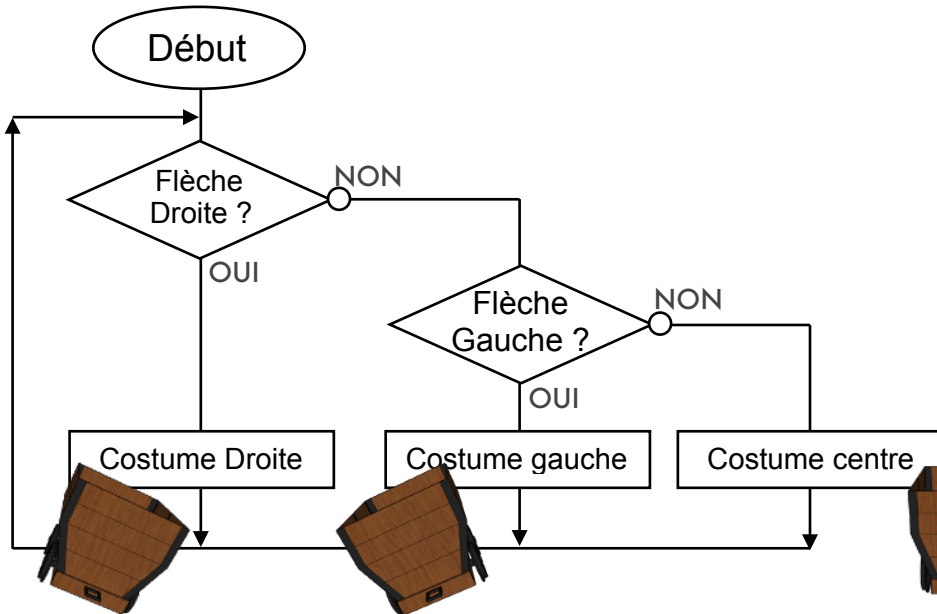 Début
Flèche
Droite ?
NON
OUI
Flèche
Gauche ?
NON
OUI
Costume Droite
Costume gauche
Costume centre